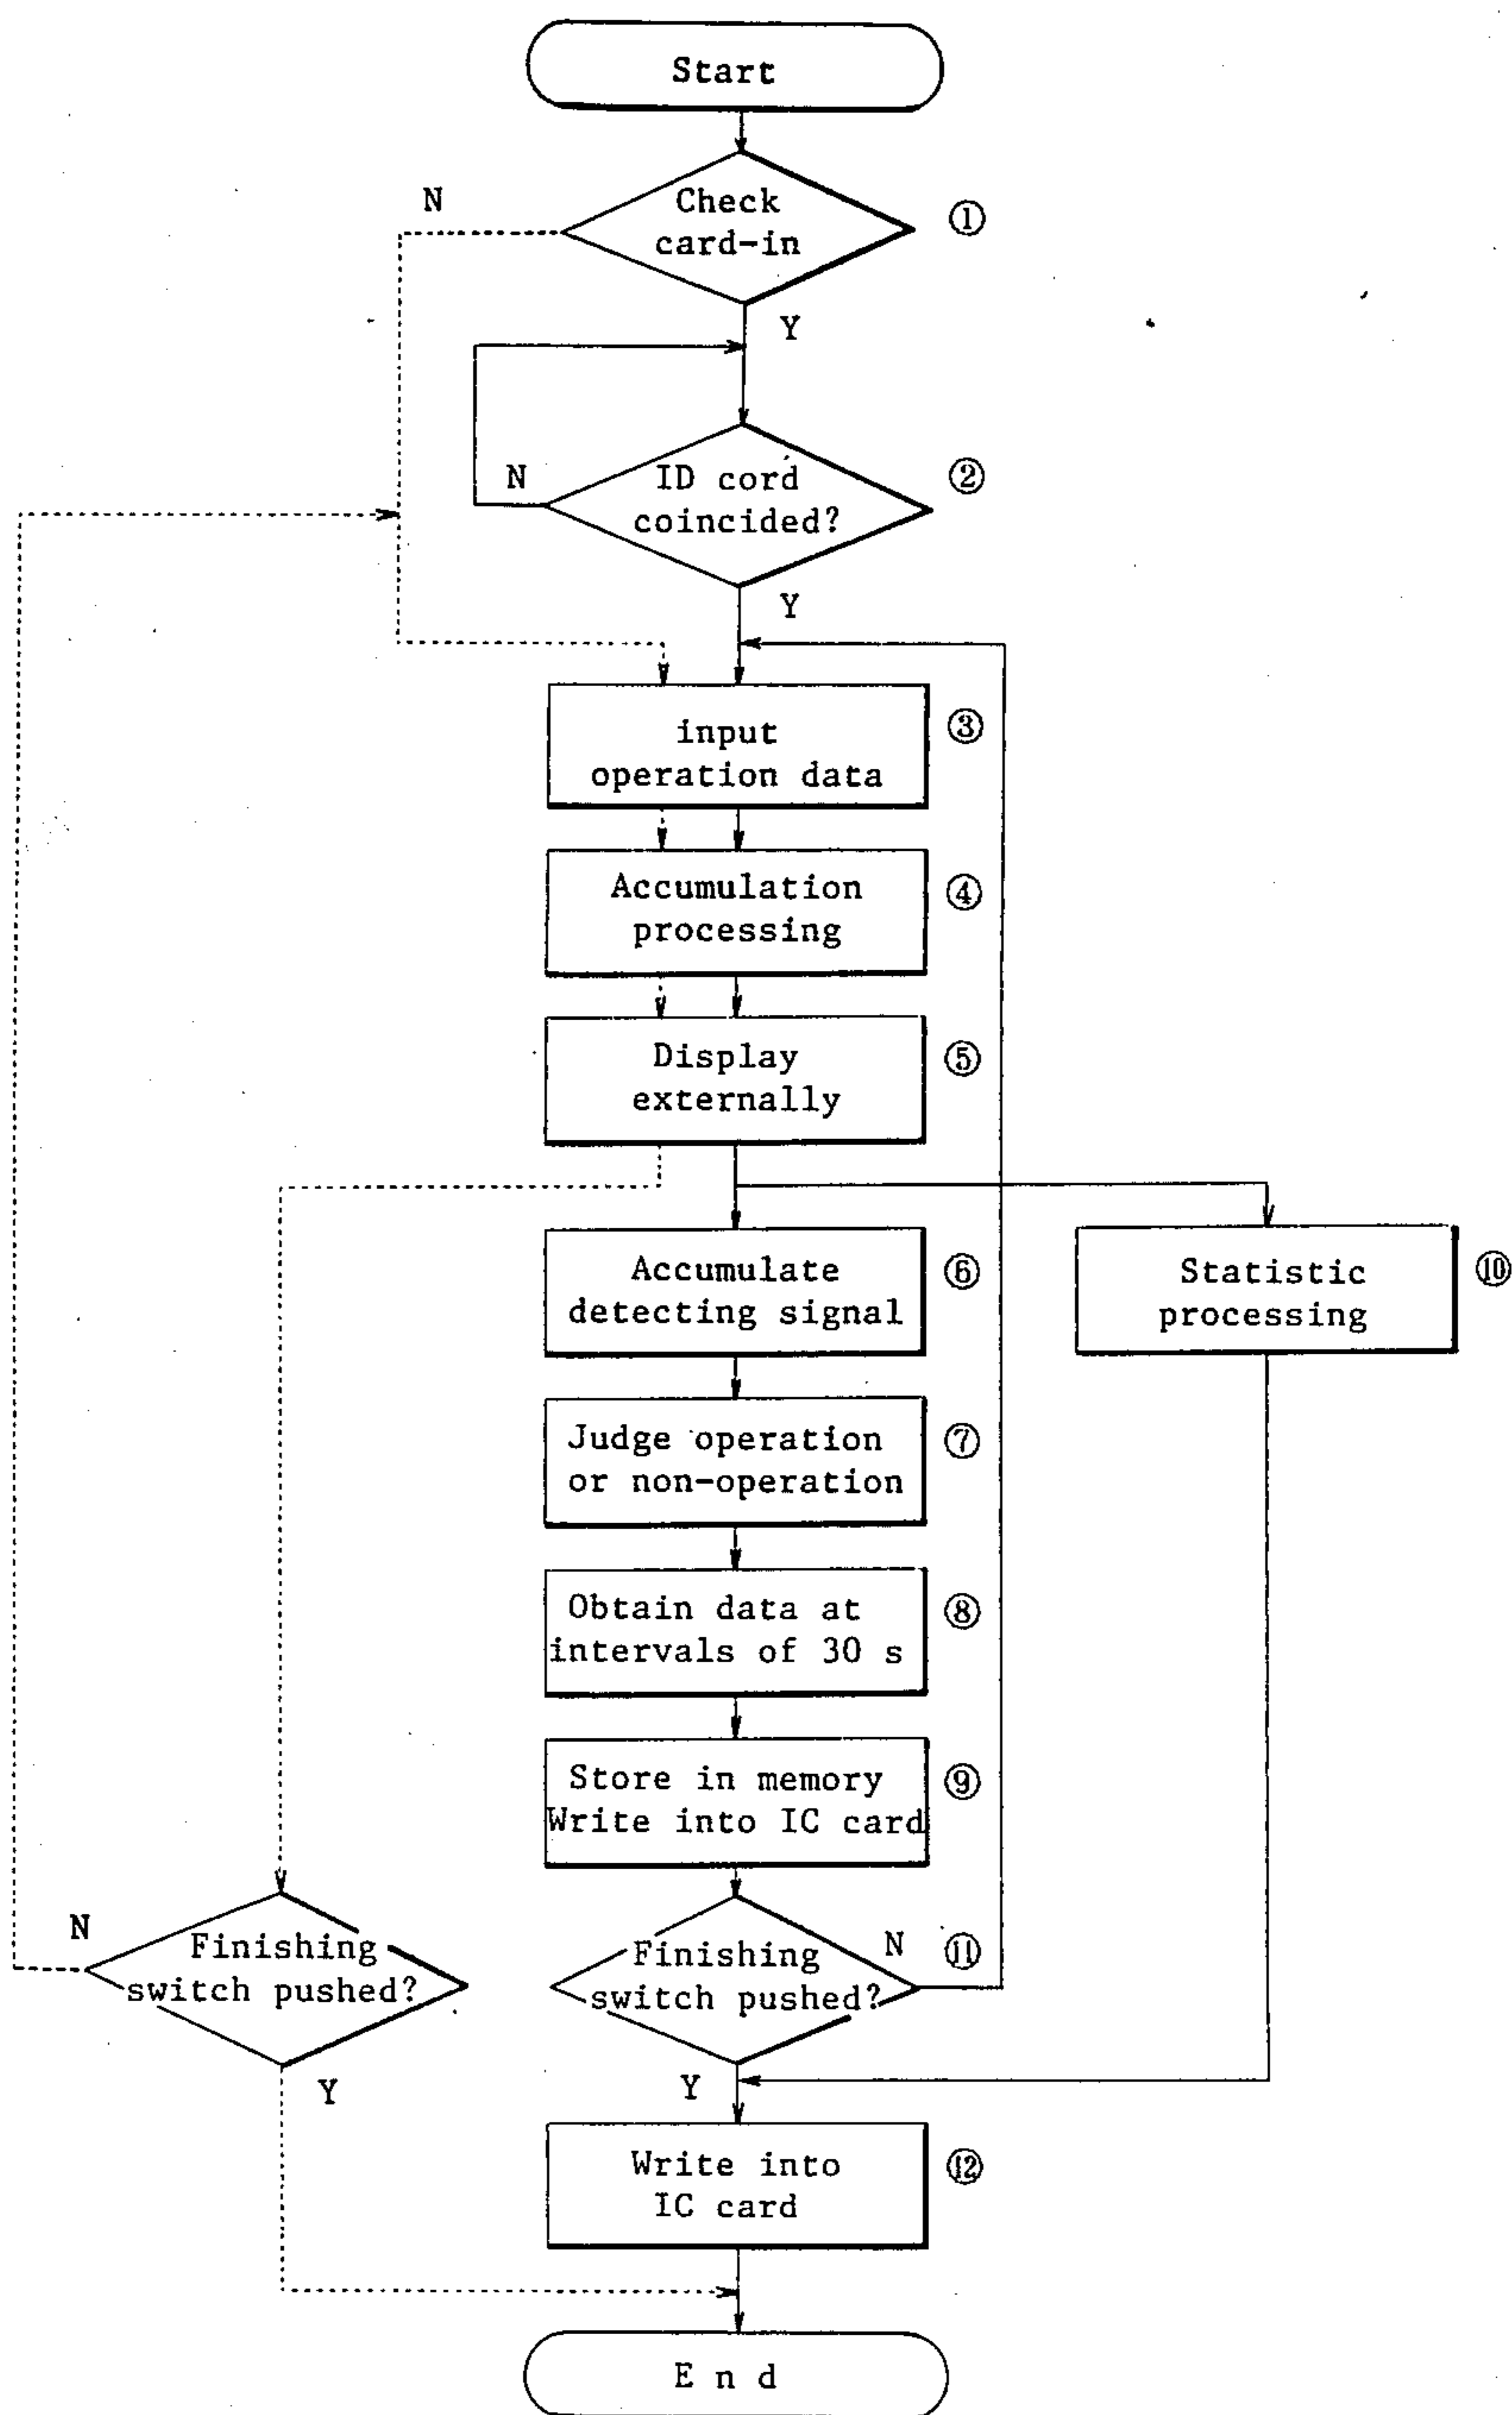 Start
N
Check
card-in
①
Y
N
ID cord
coincided?
②
Y
input
operation data
③
Accumulation
processing
④
Display
externally
⑤
Accumulate
detecting signal
⑥
Statistic
processing
⑩
Judge operation
or non-operation
⑦
Obtain data at
intervals of 30 s
⑧
Store in memory
Write into IC card
⑨
N
Finishing
switch pushed?
Y
Finishing
switch pushed?
N
⑪
Y
Write into
IC card
⑫
E n d